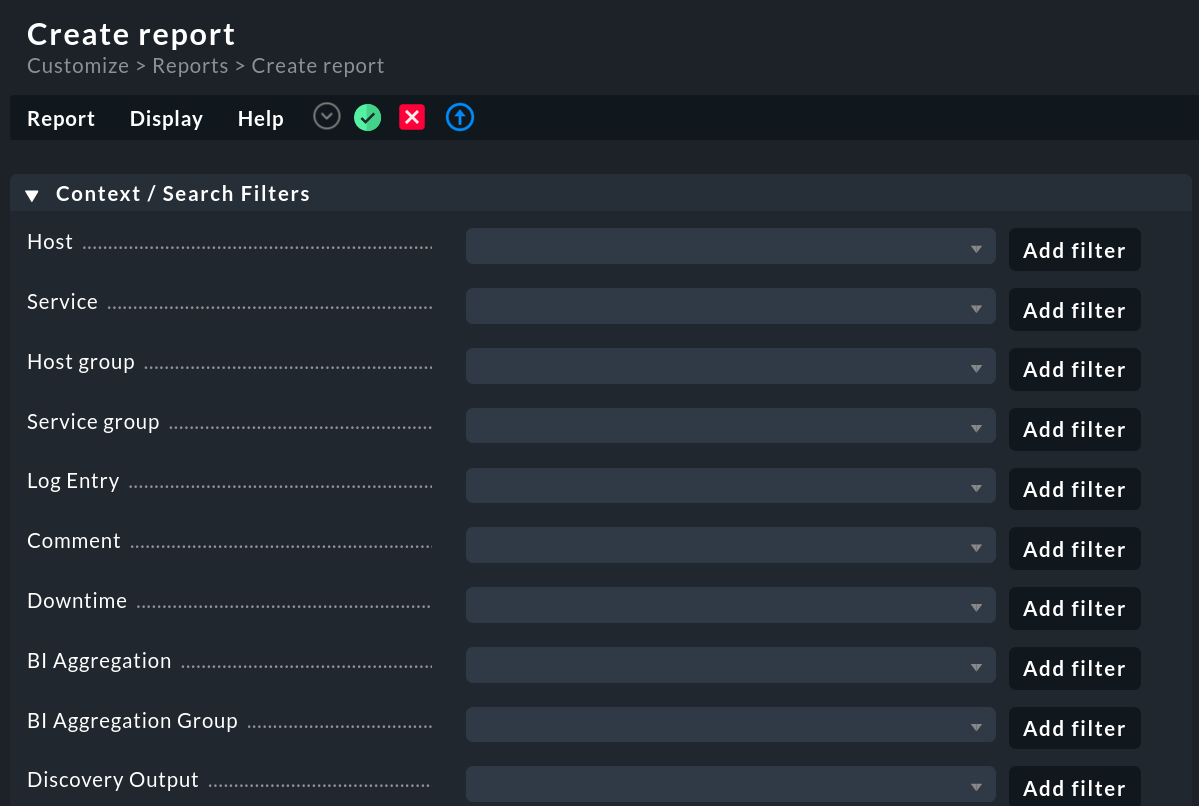 Create report
Customize > Reports > Create report
Report Display Help
Context / Search Filters
Host Add filter
Service Add filter
Host group Add filter
Service group Add filter
Log Entry Add filter
Comment Add filter
Downtime Add filter
BI Aggregation Add filter
BI Aggregation Group Add filter
Discovery Output Add filter